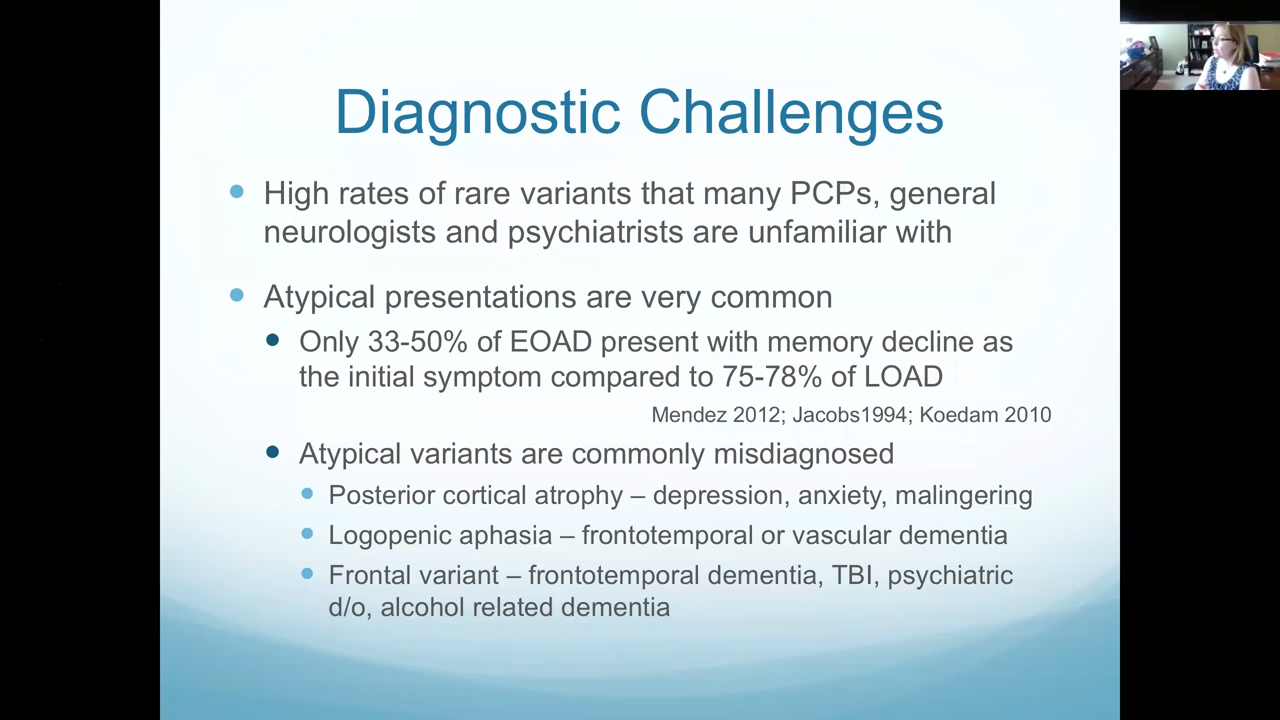 Diagnostic Challenges
High rates of rare variants that many PCPs, general
neurologists and psychiatrists are unfamiliar with
Atypical presentations are very common
Only 33-50% of EOAD present with memory decline as
the initial symptom compared to 75-78% of LOAD
Mendez 2012; Jacobs1994; Koedam 2010
Atypical variants are commonly misdiagnosed
Posterior cortical atrophy – depression, anxiety, malingering
Logopenic aphasia – frontotemporal or vascular dementia
Frontal variant – frontotemporal dementia, TBI, psychiatric
d/o, alcohol related dementia